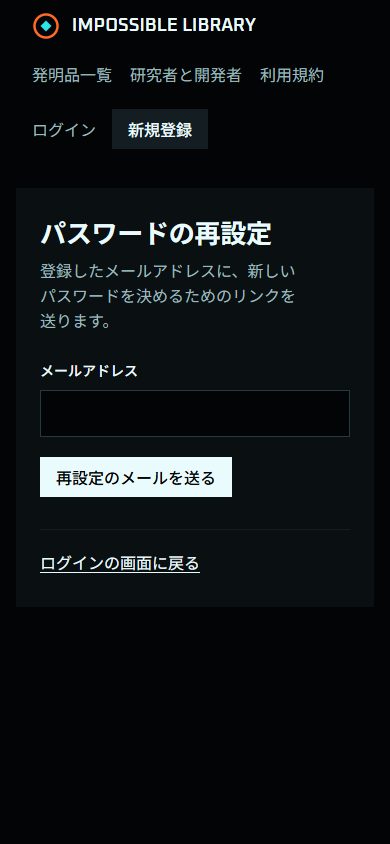 IMPOSSIBLE LIBRARY
発明品一覧 研究者と開発者 利用規約
ログイン 新規登録
パスワードの再設定
登録したメールアドレスに、新しい
パスワードを決めるためのリンクを
送ります。
メールアドレス
再設定のメールを送る
ログインの画面に戻る